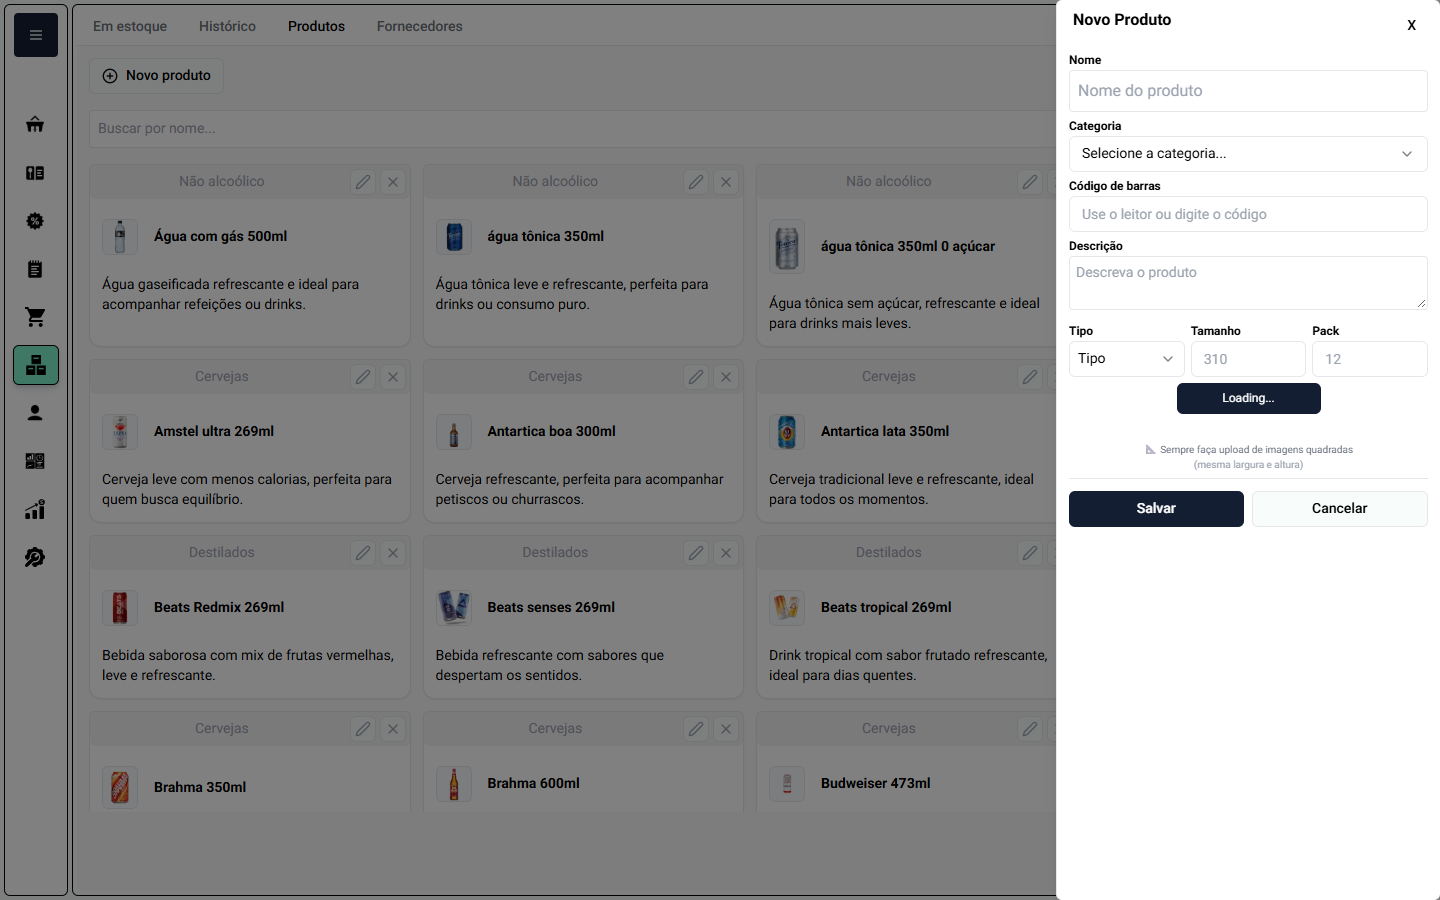 Em estoque
Histórico
Produtos
Fornecedores
Novo produto
Buscar por nome...
Não alcoólico
Não alcoólico
Não alcoólico
Água com gás 500ml
água tônica 350ml
água tônica 350ml 0 açúcar
Água gaseificada refrescante e ideal para
acompanhar refeições ou drinks.
Água tônica leve e refrescante, perfeita para
drinks ou consumo puro.
Água tônica sem açúcar, refrescante e ideal
para drinks mais leves.
Cervejas
Cervejas
Cervejas
Amstel ultra 269ml
Antartica boa 300ml
Antartica lata 350ml
Cerveja leve com menos calorias, perfeita para
quem busca equilíbrio.
Cerveja refrescante, perfeita para acompanhar
petiscos ou churrascos.
Cerveja tradicional leve e refrescante, ideal
para todos os momentos.
Destilados
Destilados
Destilados
Beats Redmix 269ml
Beats senses 269ml
Beats tropical 269ml
Bebida saborosa com mix de frutas vermelhas,
leve e refrescante.
Bebida refrescante com sabores que
despertam os sentidos.
Drink tropical com sabor frutado refrescante,
ideal para dias quentes.
Cervejas
Cervejas
Cervejas
Brahma 350ml
Brahma 600ml
Budweiser 473ml
Novo Produto
X
Nome
Nome do produto
Categoria
Selecione a categoria...
Código de barras
Use o leitor ou digite o código
Descrição
Descreva o produto
Tipo
Tamanho
Pack
Tipo
310
12
Loading...
📐 Sempre faça upload de imagens quadradas
(mesma largura e altura)
Salvar
Cancelar